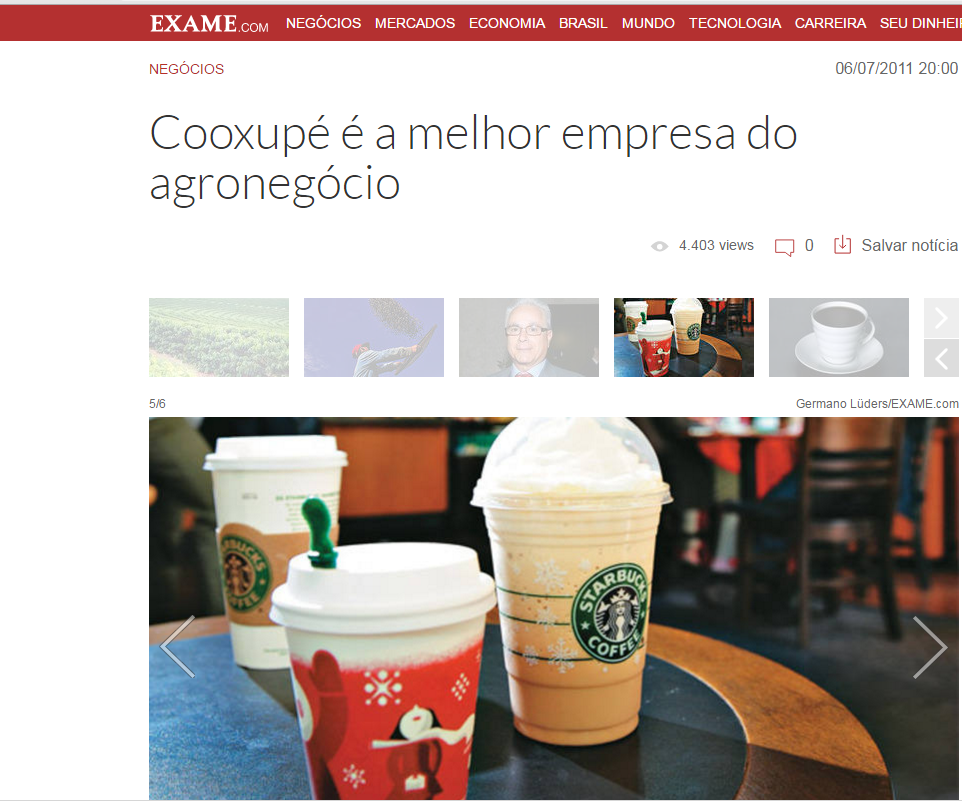 EXAME.COM NEGÓCIOS MERCADOS ECONOMIA BRASIL MUNDO TECNOLOGIA CARREIRA SEU DINHEI
NEGÓCIOS 06/07/2011 20:00
Cooxupé é a melhor empresa do
agronegócio
4.403 views 0 Salvar notícia
5/6 Germano Lüders/EXAME.com
STARBUCKS
COFFEE
STARBUCKS
COFFEE